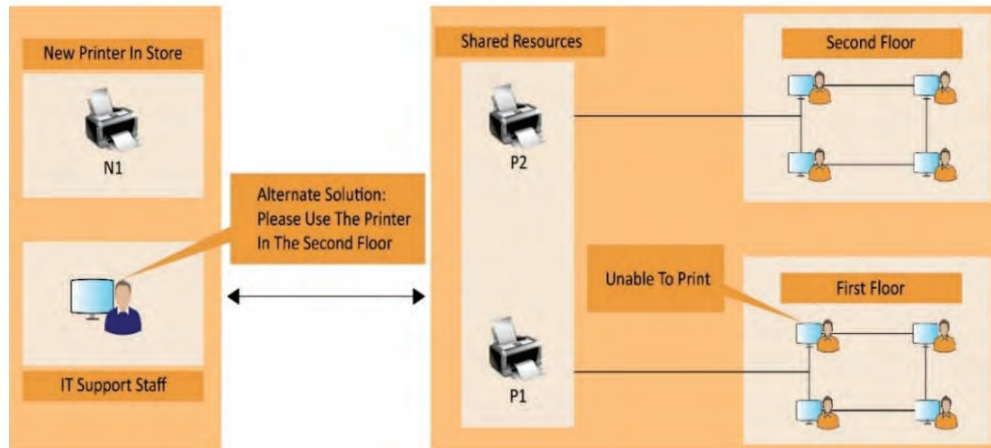 New Printer In Store
N1
Alternate Solution:
Please Use The Printer
In The Second Floor
IT Support Staff
Shared Resources
P2
P1
Second Floor
Unable To Print
First Floor